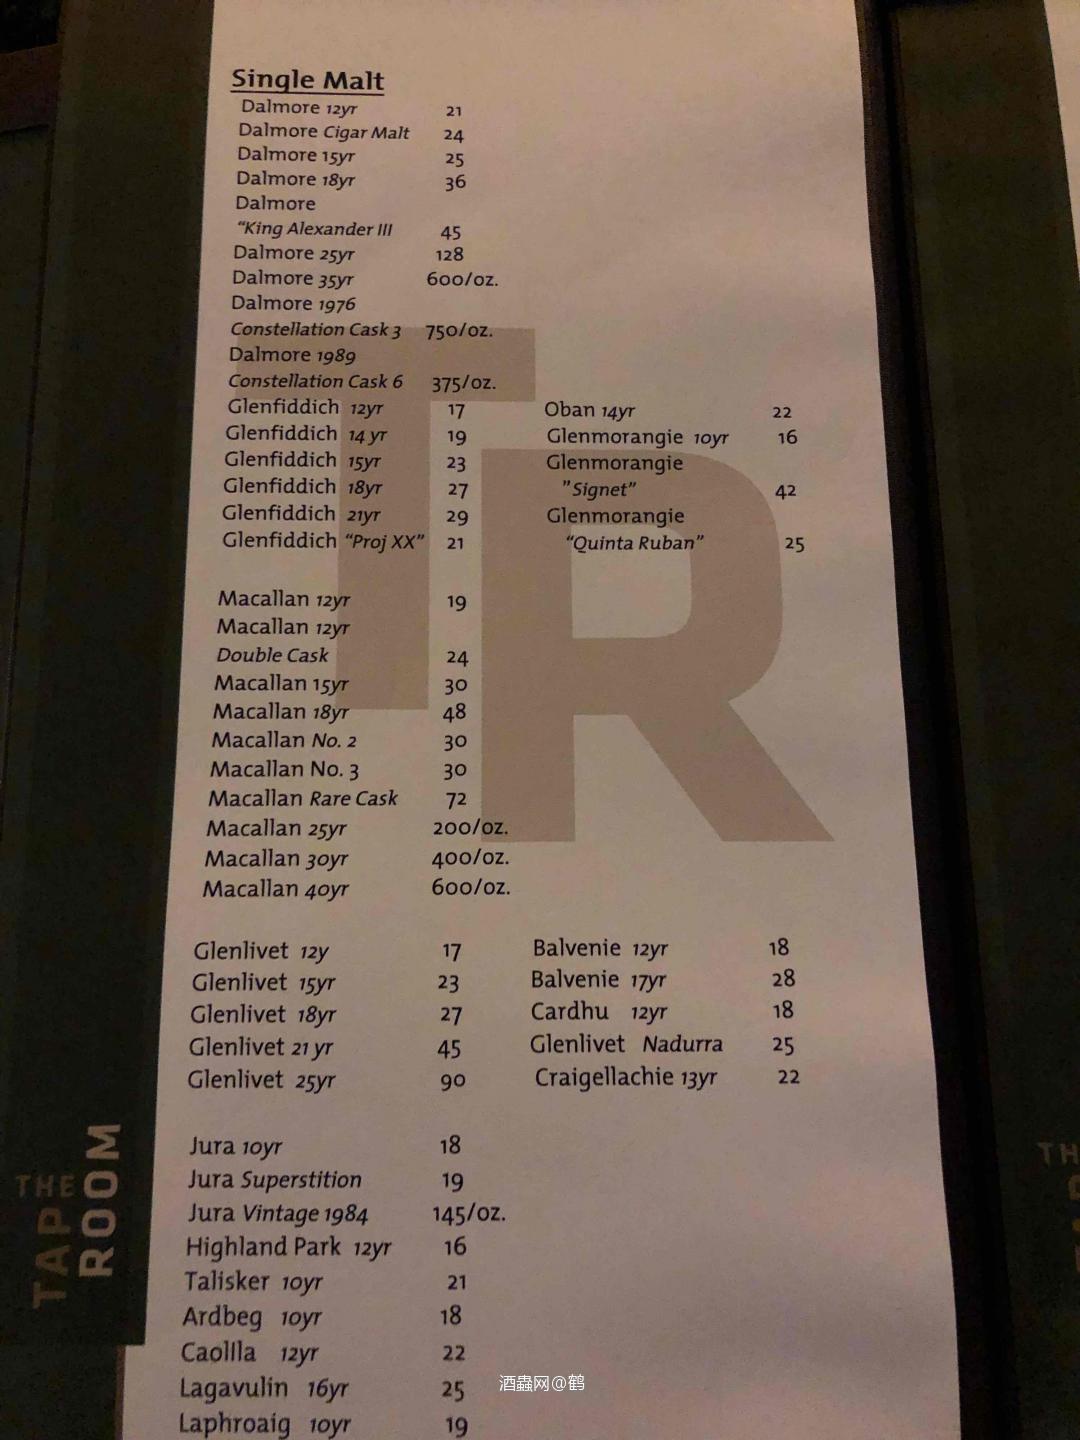 Single Malt
Dalmore 12yr 21
Dalmore Cigar Malt 24
Dalmore 15yr 25
Dalmore 18yr 36
Dalmore
“King Alexander III 45
Dalmore 25yr 128
Dalmore 35yr 600/oz.
Dalmore 1976
Constellation Cask 3 750/oz.
Dalmore 1989
Constellation Cask 6 375/oz.
Glenfiddich 12yr 17
Glenfiddich 14 yr 19
Glenfiddich 15yr 23
Glenfiddich 18yr 27
Glenfiddich 21yr 29
Glenfiddich “Proj XX” 21
Oban 14yr 22
Glenmorangie 10yr 16
Glenmorangie
"Signet” 42
Glenmorangie
“Quinta Ruban” 25
Macallan 12yr 19
Macallan 12yr
Double Cask 24
Macallan 15yr 30
Macallan 18yr 48
Macallan No. 2 30
Macallan No. 3 30
Macallan Rare Cask 72
Macallan 25yr 200/oz.
Macallan 30yr 400/oz.
Macallan 40yr 600/oz.
TR
Glenlivet 12y 17
Glenlivet 15yr 23
Glenlivet 18yr 27
Glenlivet 21 yr 45
Glenlivet 25yr 90
Balvenie 12yr 18
Balvenie 17yr 28
Cardhu 12yr 18
Glenlivet Nadurra 25
Craigellachie 13yr 22
Jura 10yr 18
Jura Superstition 19
Jura Vintage 1984 145/oz.
Highland Park 12yr 16
Talisker 10yr 21
Ardbeg 10yr 18
Caollla 12yr 22
Lagavulin 16yr 25
Laphroaig 10yr 19
THE
TAP
ROOM
TH
酒蟲网@鹤